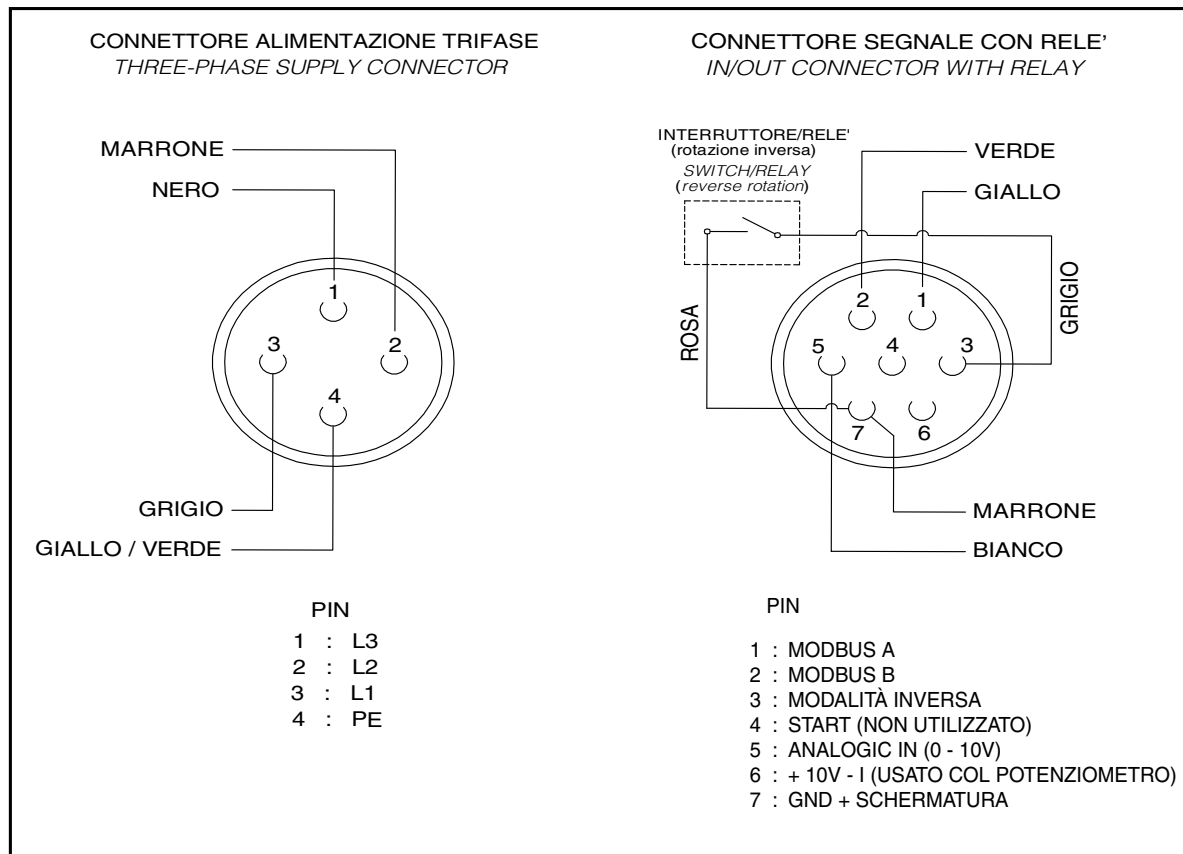 CONNETTORE ALIMENTAZIONE TRIFASE
THREE-PHASE SUPPLY CONNECTOR
MARRONE
NERO
1
3
2
4
GRIGIO
GIALLO / VERDE
PIN
1 : L3
2 : L2
3 : L1
4 : PE
CONNETTORE SEGNALE CON RELE'
IN/OUT CONNECTOR WITH RELAY
INTERRUTTORE/RELE'
(rotazione inversa)
SWITCH/RELAY
(reverse rotation)
VERDE
GIALLO
ROSA
GRIGIO
2
1
5
4
3
7
6
MARRONE
BIANCO
PIN
1 : MODBUS A
2 : MODBUS B
3 : MODALITÀ INVERSA
4 : START (NON UTILIZZATO)
5 : ANALOGIC IN (0 - 10V)
6 : + 10V - I (USATO COL POTENZIOMETRO)
7 : GND + SCHERMATURA